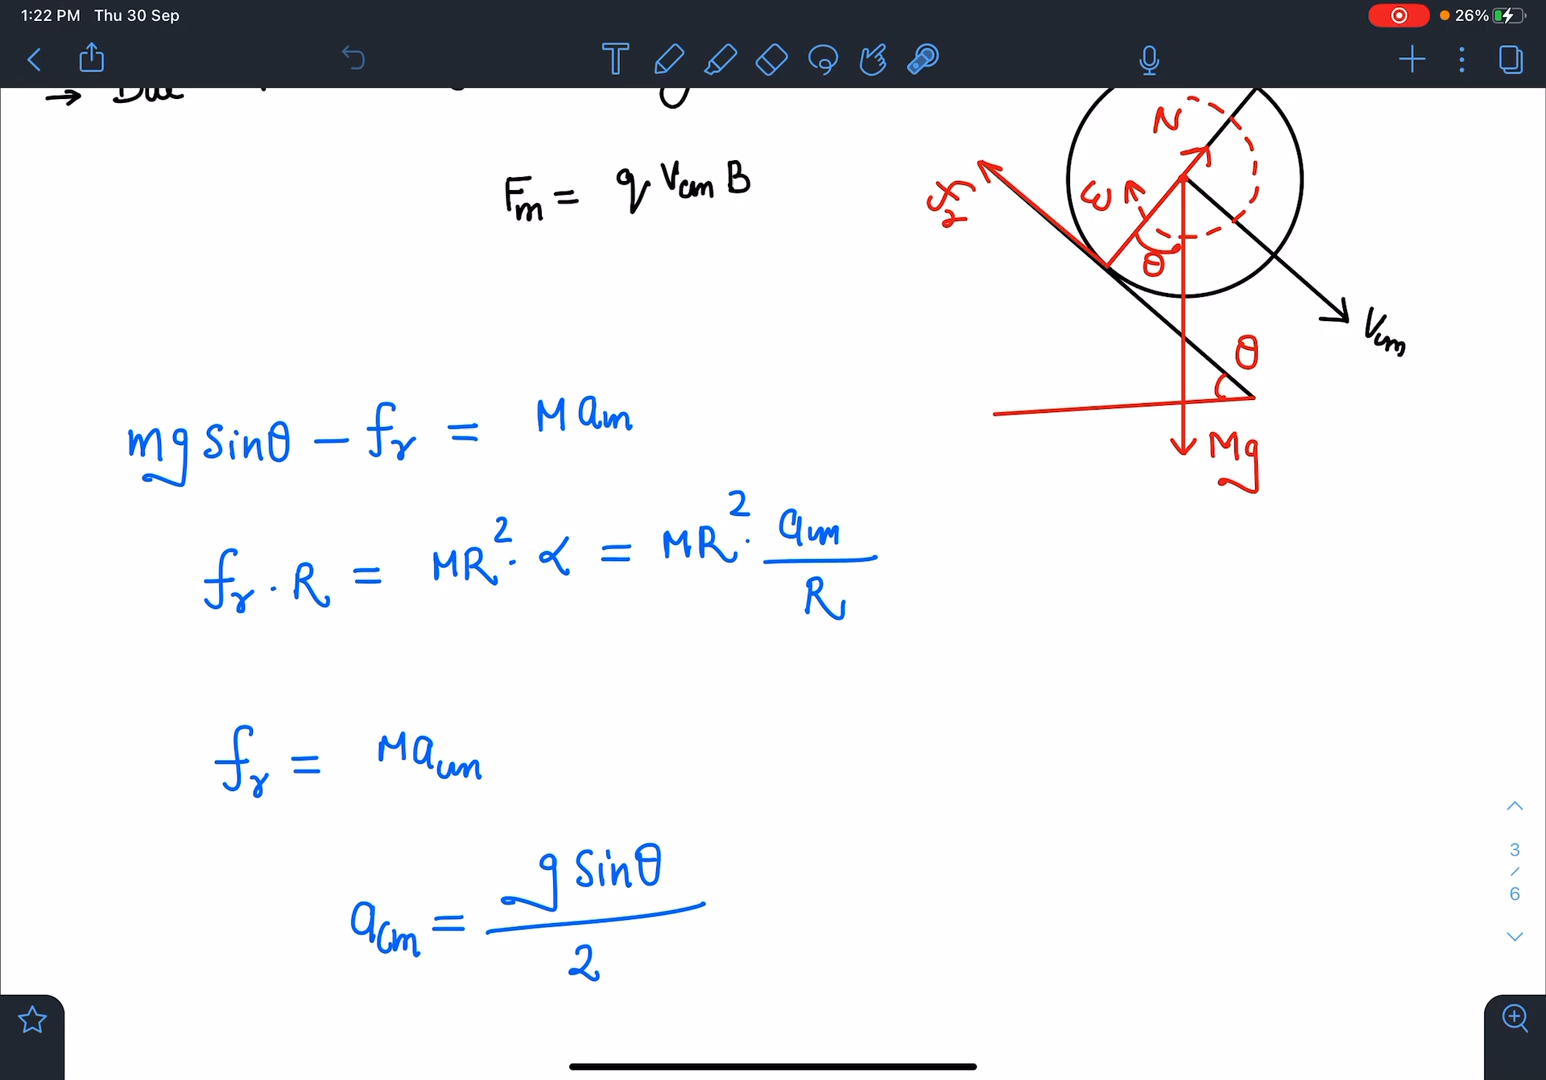 1:22 PM Thu 30 Sep
26%
T
→ Due
Fm = q Vcm B
N
fr
ω
θ
Vcm
θ
Mg
mg sinθ − fr = M acm
fr · R = MR² · α = MR² · acm / R
fr = Macm
acm = g sinθ / 2
3
/
6